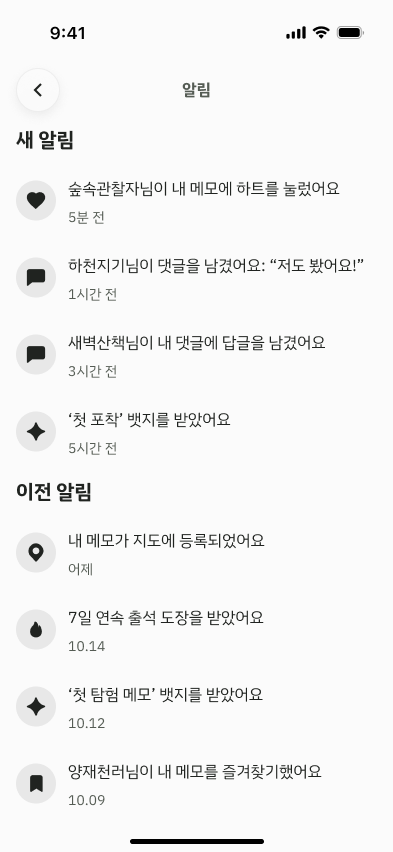 9:41
알림
새 알림
숲속관찰자님이 내 메모에 하트를 눌렀어요
5분 전
하천지기님이 댓글을 남겼어요: “저도 봤어요!”
1시간 전
새벽산책님이 내 댓글에 답글을 남겼어요
3시간 전
‘첫 포착’ 뱃지를 받았어요
5시간 전
이전 알림
내 메모가 지도에 등록되었어요
어제
7일 연속 출석 도장을 받았어요
10.14
‘첫 탐험 메모’ 뱃지를 받았어요
10.12
양재천러님이 내 메모를 즐겨찾기했어요
10.09